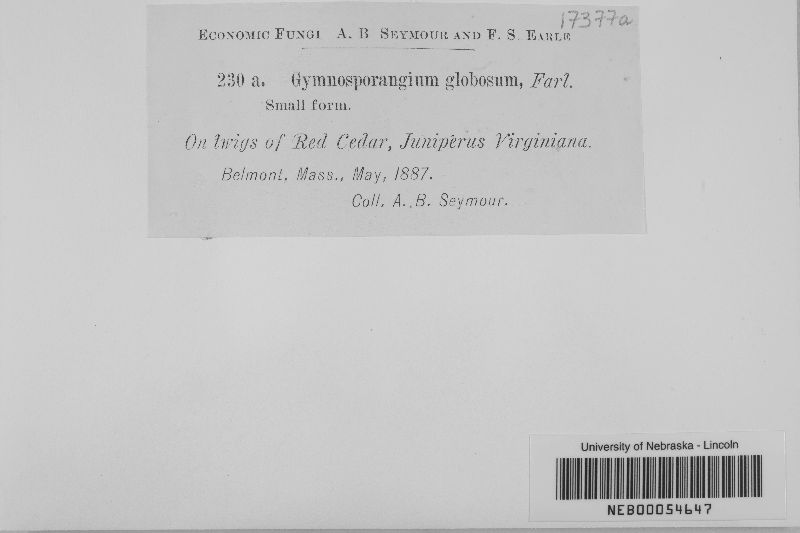 17377a
Economic Fungi A. B Seymour and F. S. Earle
230 a. Gymnosporangium globosum, Farl.
Small form.
On twigs of Red Cedar, Juniperus Virginiana.
Belmont, Mass., May, 1887.
Coll. A. B. Seymour.
University of Nebraska - Lincoln
NEB00054647